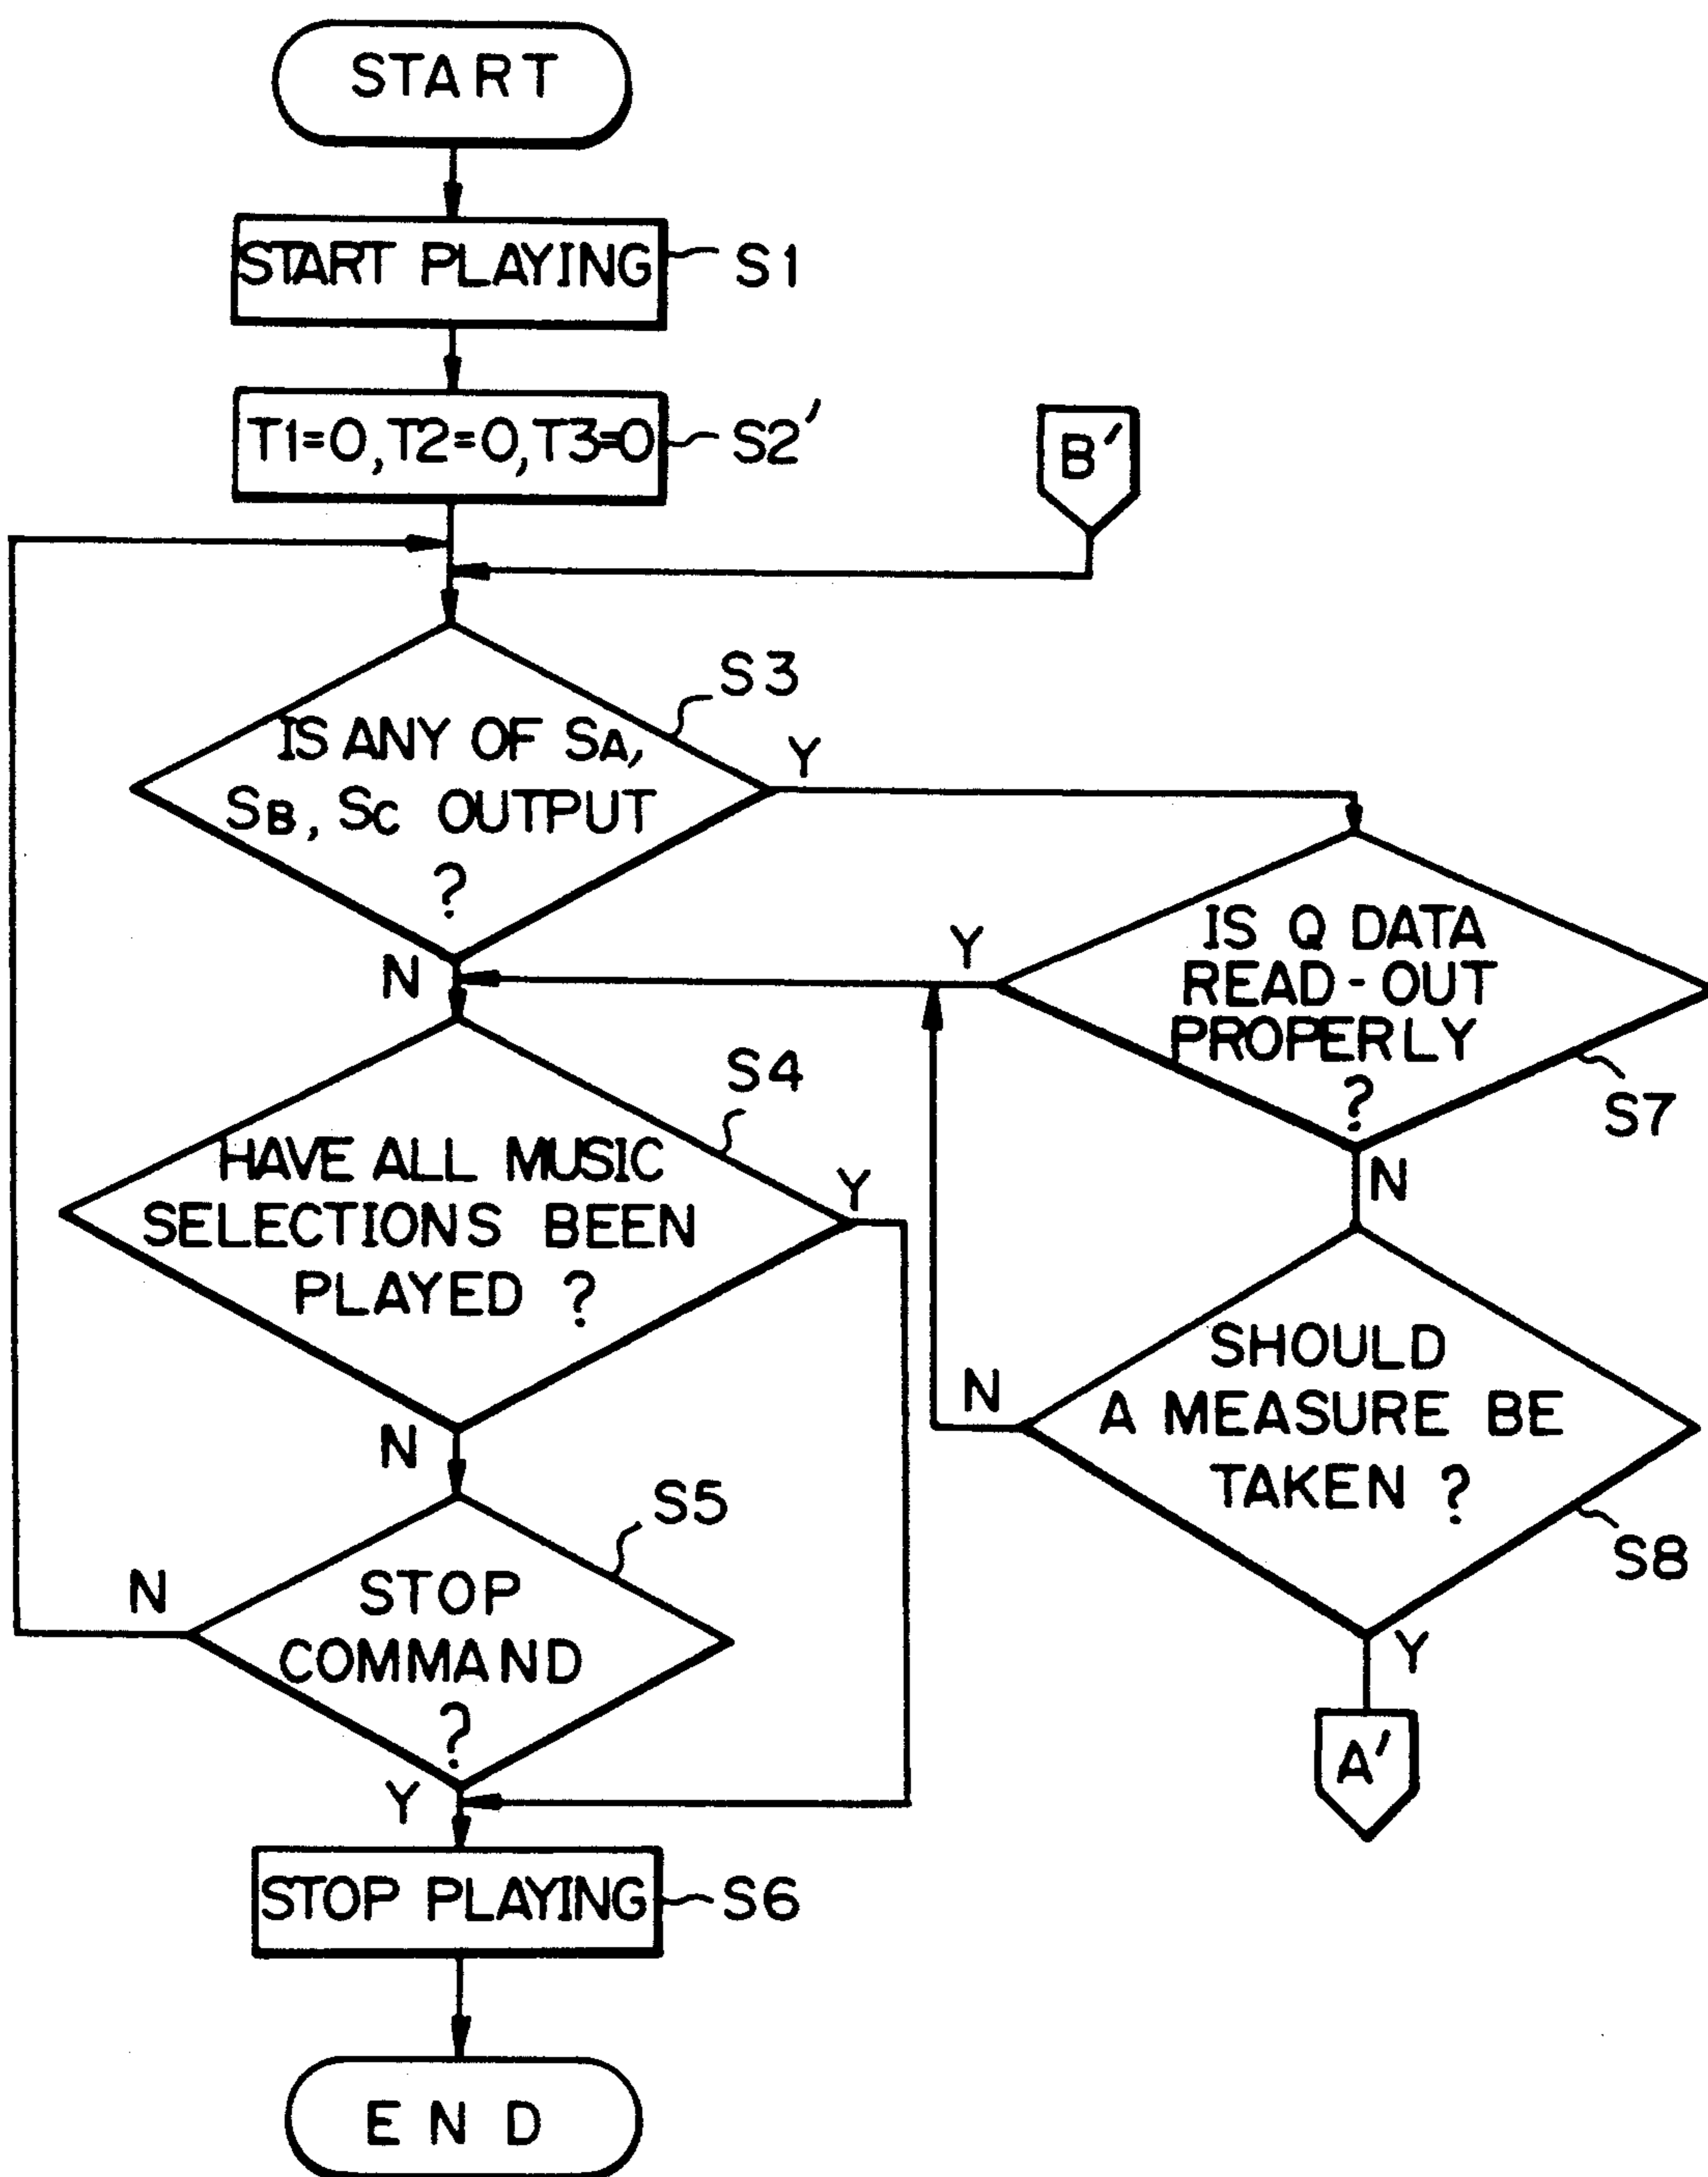 START
START PLAYING
S1
T1=0, T2=0, T3=0
S2'
B'
S3
IS ANY OF SA,
SB, SC OUTPUT
?
Y
N
IS Q DATA
READ-OUT
PROPERLY
?
Y
S7
N
S4
HAVE ALL MUSIC
SELECTIONS BEEN
PLAYED ?
Y
N
SHOULD
A MEASURE BE
TAKEN ?
N
S8
Y
A'
S5
STOP
COMMAND
?
N
Y
STOP PLAYING
S6
END